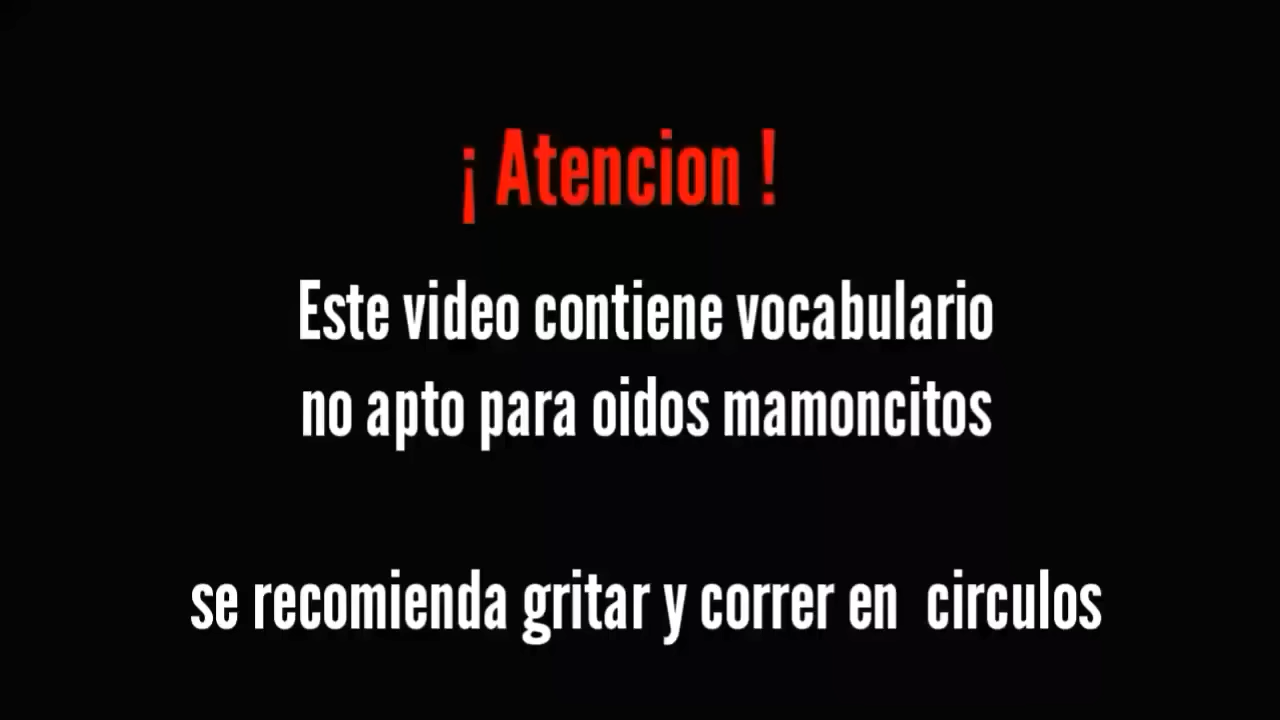 ¡ Atencion !
Este video contiene vocabulario
no apto para oidos mamoncitos
se recomienda gritar y correr en circulos